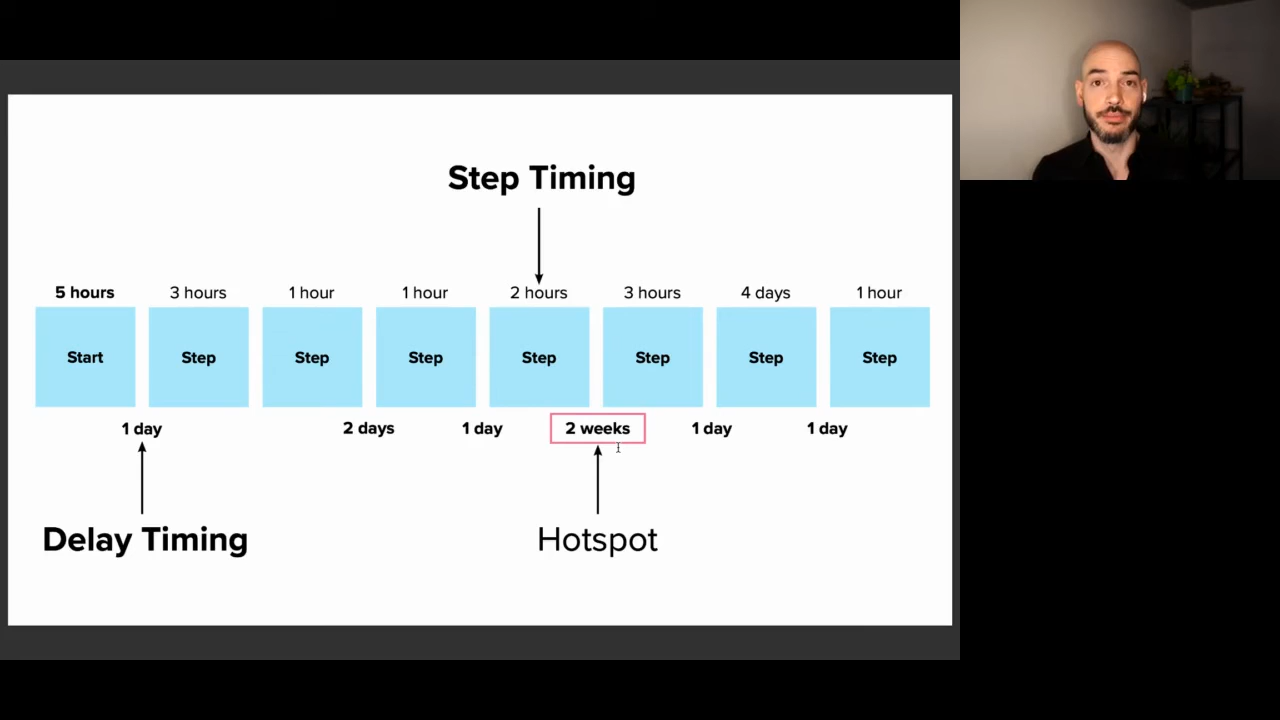 Step Timing
5 hours 3 hours 1 hour 1 hour 2 hours 3 hours 4 days 1 hour
Start Step Step Step Step Step Step Step
1 day 2 days 1 day 2 weeks 1 day 1 day
Delay Timing Hotspot